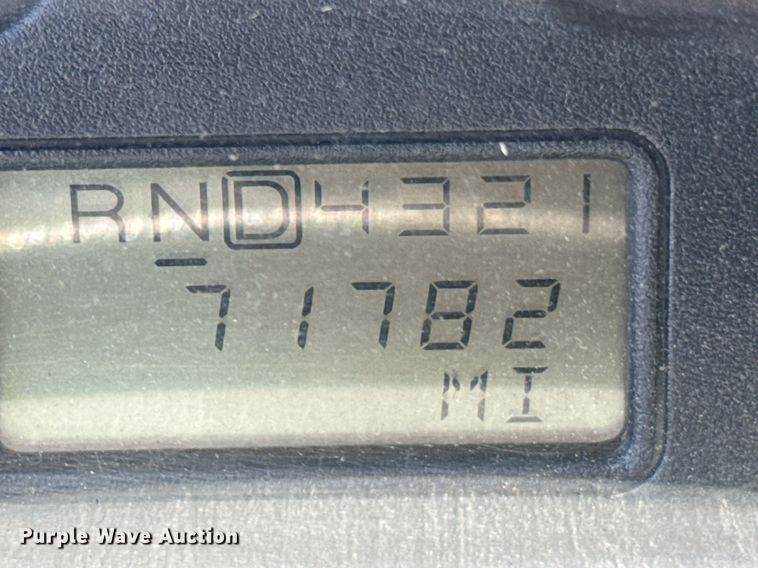 RND4321
71782
MI
Purple Wave Auction